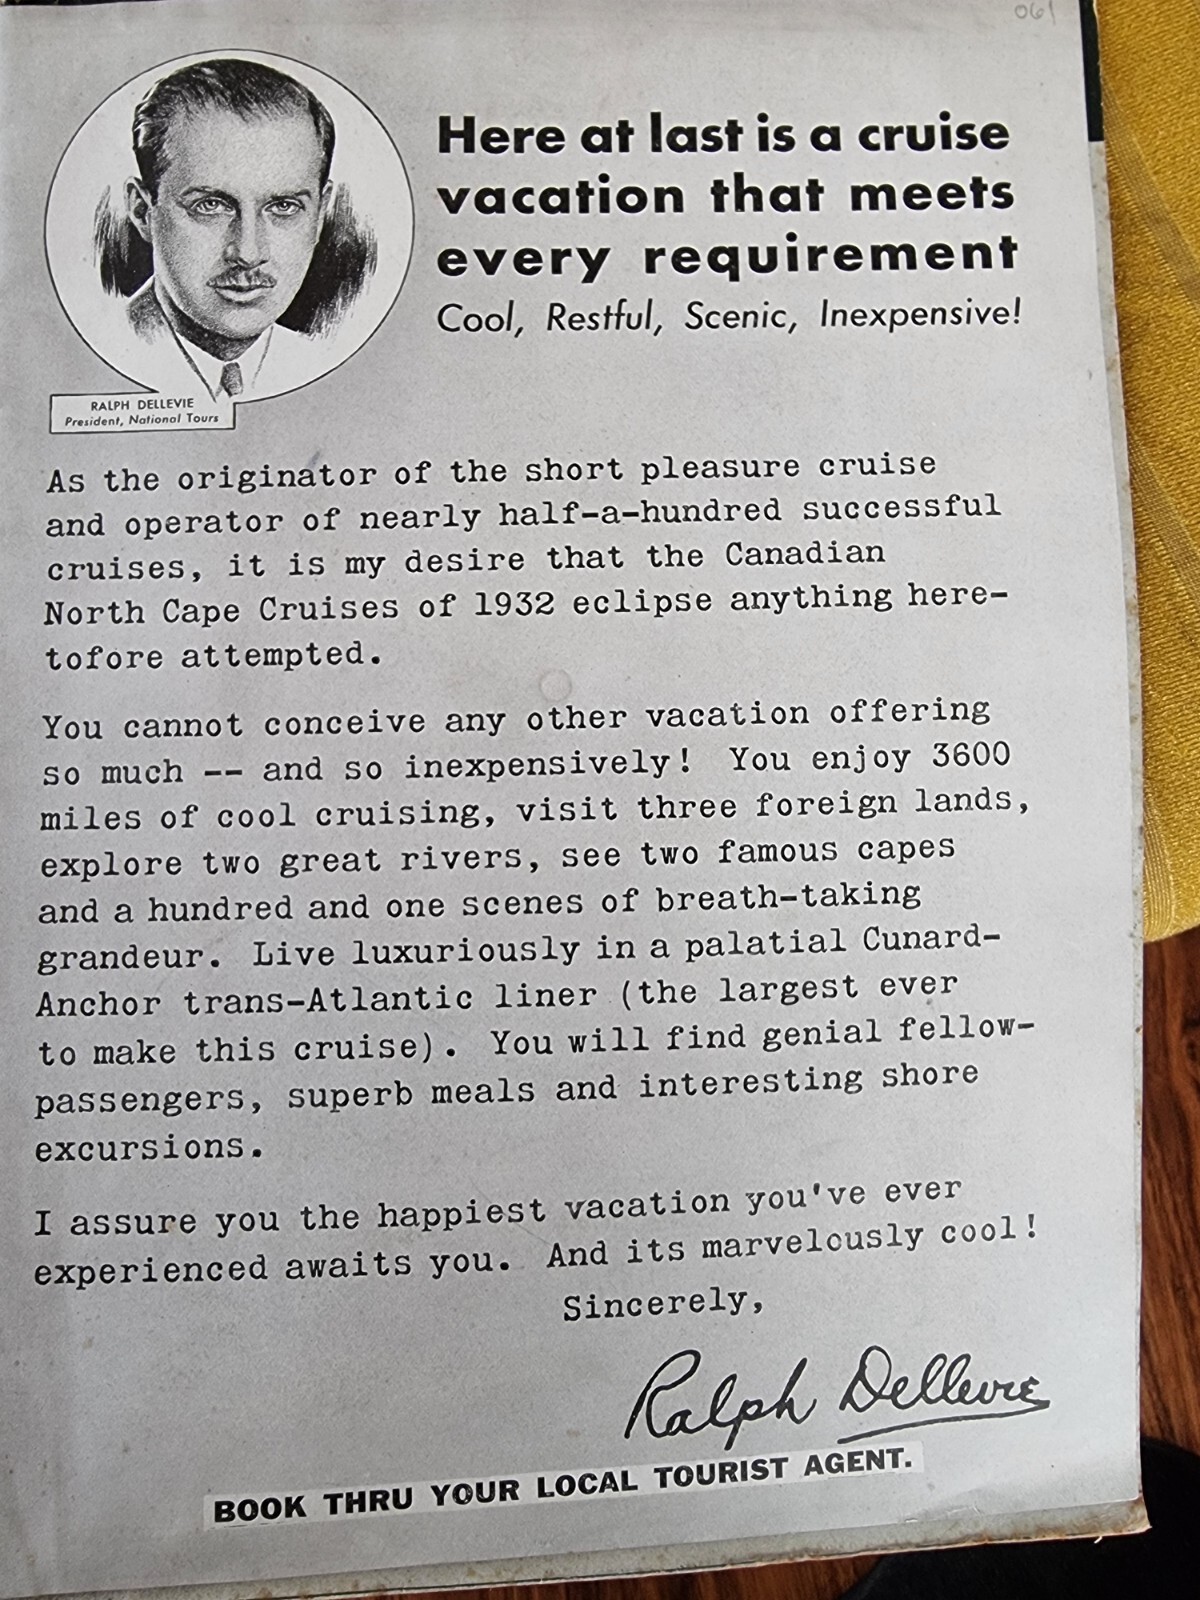 061
Here at last is a cruise
vacation that meets
every requirement
Cool, Restful, Scenic, Inexpensive!
RALPH DELLEVIE
President, National Tours
As the originator of the short pleasure cruise
and operator of nearly half-a-hundred successful
cruises, it is my desire that the Canadian
North Cape Cruises of 1932 eclipse anything here-
tofore attempted.
You cannot conceive any other vacation offering
so much -- and so inexpensively! You enjoy 3600
miles of cool cruising, visit three foreign lands,
explore two great rivers, see two famous capes
and a hundred and one scenes of breath-taking
grandeur. Live luxuriously in a palatial Cunard-
Anchor trans-Atlantic liner (the largest ever
to make this cruise). You will find genial fellow-
passengers, superb meals and interesting shore
excursions.
I assure you the happiest vacation you've ever
experienced awaits you. And its marvelously cool!
Sincerely,
Ralph Dellevie
BOOK THRU YOUR LOCAL TOURIST AGENT.